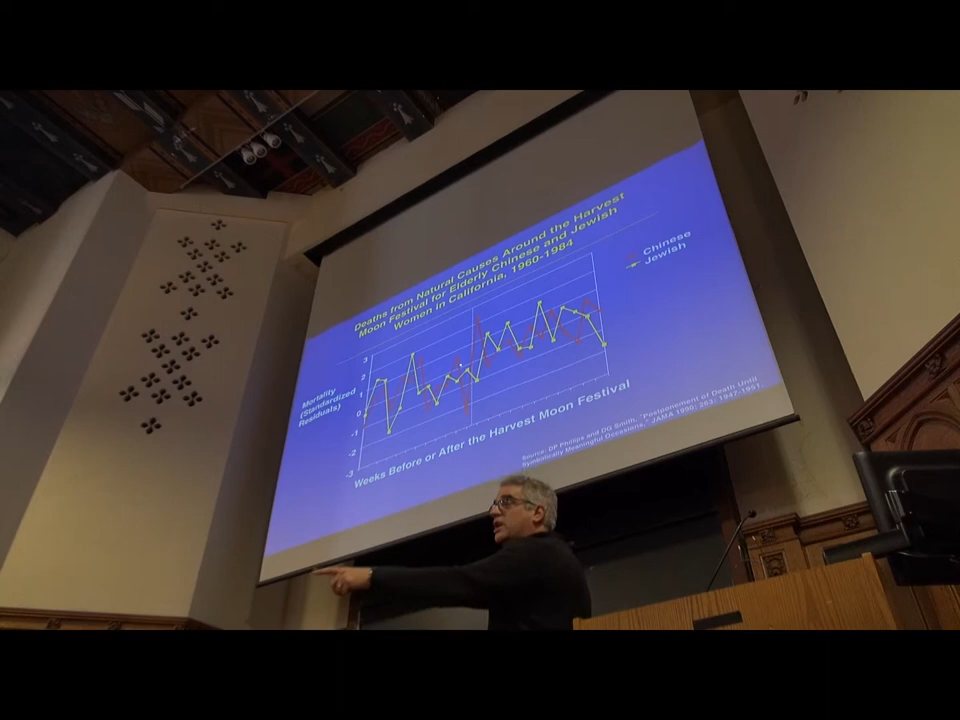 Deaths from Natural Causes Around the Harvest
Moon Festival for Elderly Chinese and Jewish
Women in California, 1960-1984
Chinese
Jewish
Mortality
(Standardized
Residuals)
3
2
1
0
-1
-2
-3
Weeks Before or After the Harvest Moon Festival
Source: DP Phillips and DG Smith, "Postponement of Death Until
Symbolically Meaningful Occasions," JAMA 1990; 263: 1947-1951.